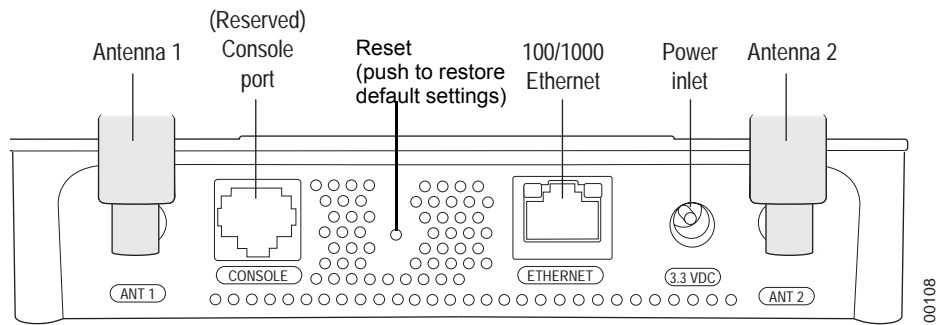 Antenna 1
(Reserved)
Console
port
Reset
(push to restore
default settings)
100/1000
Ethernet
Power
inlet
Antenna 2
CONSOLE
ETHERNET
3.3 VDC
ANT 1
ANT 2
00108